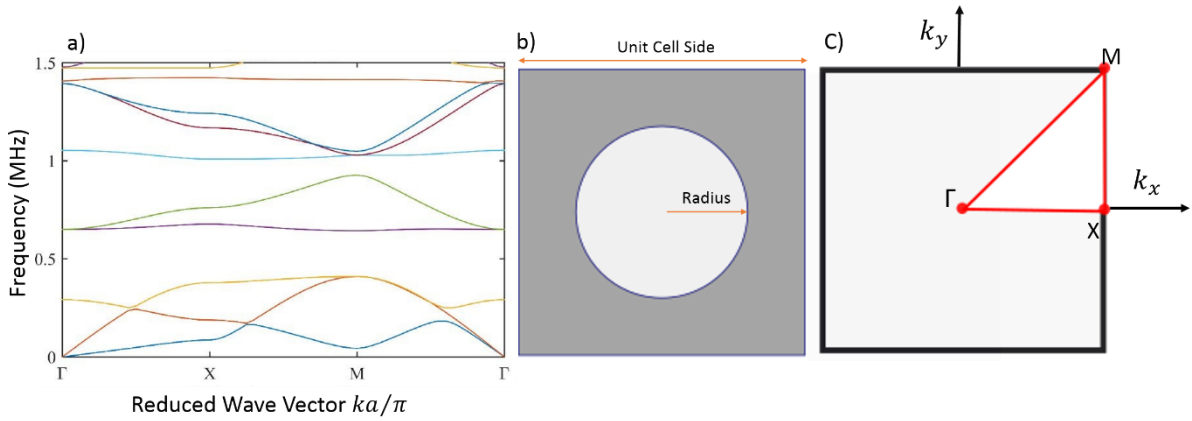 a)
1.5
1
0.5
0
Frequency (MHz)
Γ X M Γ
Reduced Wave Vector ka/π
b)
Unit Cell Side
Radius
C)
k_y
M
Γ
k_x
X